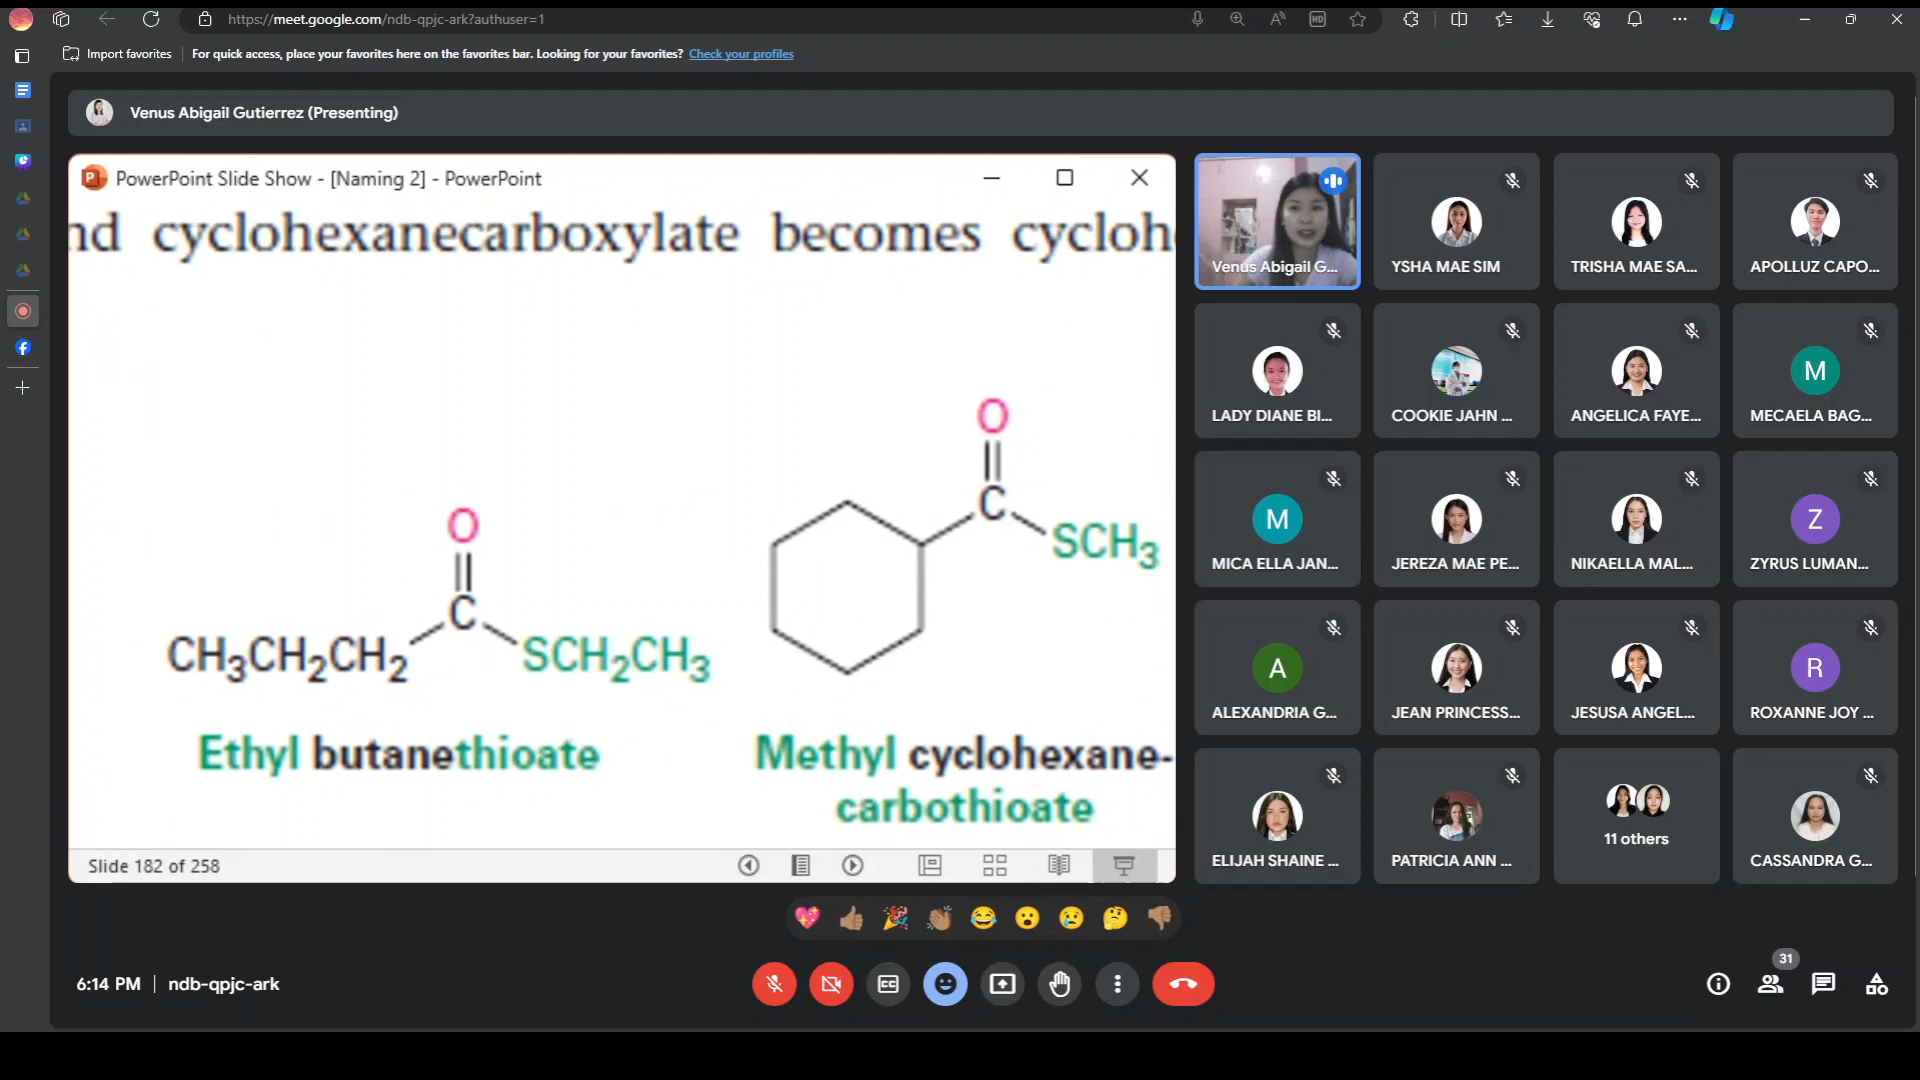 https://meet.google.com/ndb-qpjc-ark?authuser=1
Import favorites
For quick access, place your favorites here on the favorites bar. Looking for your favorites? Check your profiles
Venus Abigail Gutierrez (Presenting)
PowerPoint Slide Show - [Naming 2] - PowerPoint
nd cyclohexanecarboxylate becomes cycloh
O
C
CH₃CH₂CH₂
SCH₂CH₃
Ethyl butanethioate
O
C
SCH₃
Methyl cyclohexane-
carbothioate
Slide 182 of 258
Venus Abigail G...
YSHA MAE SIM
TRISHA MAE SA...
APOLLUZ CAPO...
LADY DIANE BI...
COOKIE JAHN ...
ANGELICA FAYE...
M
MECAELA BAG...
M
MICA ELLA JAN...
JEREZA MAE PE...
NIKAELLA MAL...
Z
ZYRUS LUMAN...
A
ALEXANDRIA G...
JEAN PRINCESS...
JESUSA ANGEL...
R
ROXANNE JOY ...
ELIJAH SHAINE ...
PATRICIA ANN ...
11 others
CASSANDRA G...
6:14 PM | ndb-qpjc-ark
CC
31